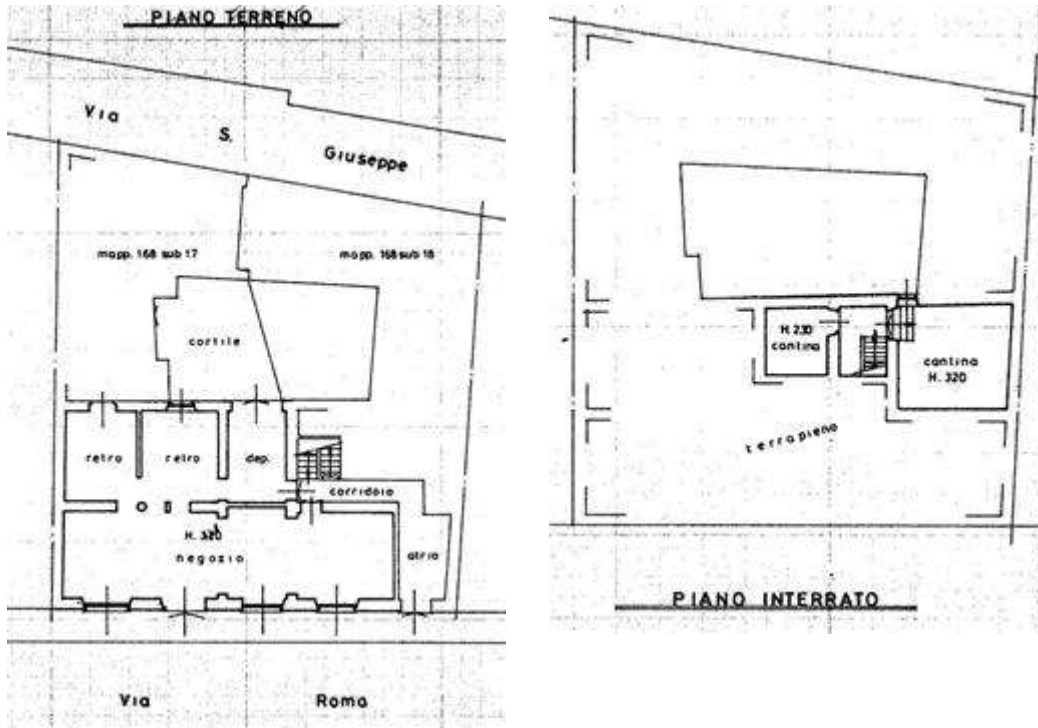 PIANO TERRENO
Via S. Giuseppe
mapp. 168 sub 17
mapp. 168 sub 18
cortile
retro
retro
dep.
corridoio
H. 320
negozio
atrio
Via Roma
H. 230
cantina
cantina
H. 320
terrapieno
PIANO INTERRATO